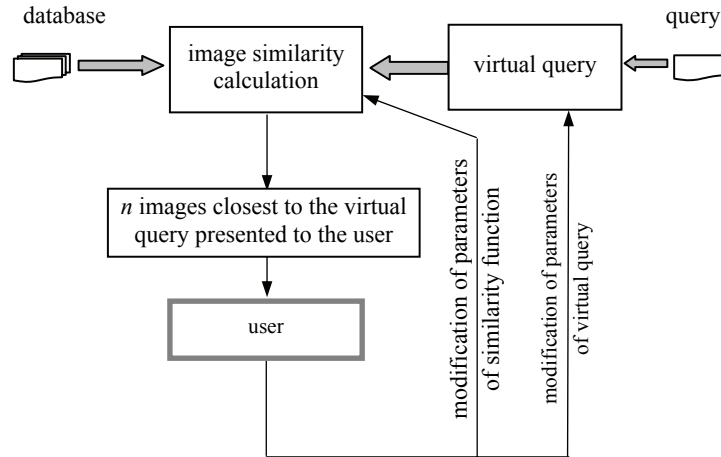 database
query
image similarity
calculation
virtual query
n images closest to the virtual
query presented to the user
user
modification of parameters
of similarity function
modification of parameters
of virtual query